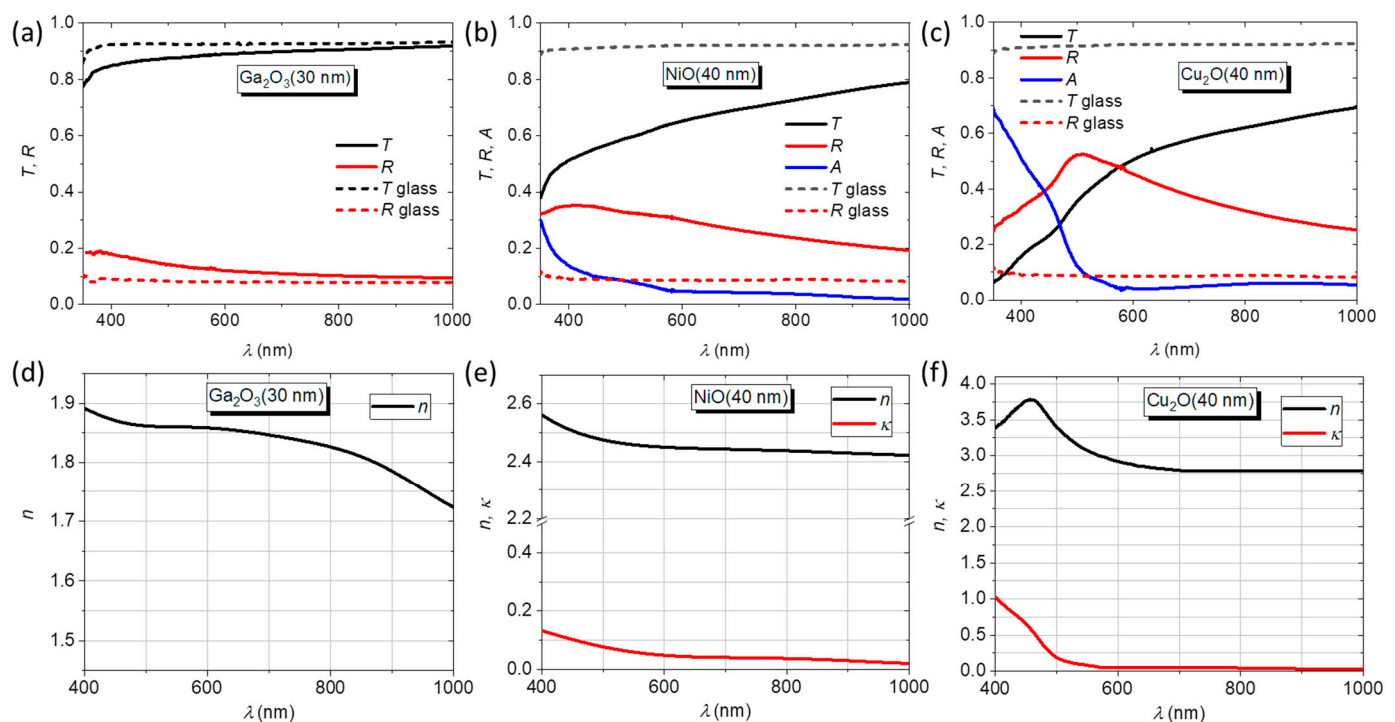 (a)
1.0
0.8
0.6
0.4
0.2
0.0
T, R
Ga₂O₃(30 nm)
T
R
T glass
R glass
400
600
800
1000
λ (nm)
(b)
1.0
0.8
0.6
0.4
0.2
0.0
T, R, A
NiO(40 nm)
T
R
A
T glass
R glass
400
600
800
1000
λ (nm)
(c)
1.0
0.8
0.6
0.4
0.2
0.0
T, R, A
T
R
A
T glass
R glass
Cu₂O(40 nm)
400
600
800
1000
λ (nm)
(d)
1.9
1.8
1.7
1.6
1.5
n
Ga₂O₃(30 nm)
n
400
600
800
1000
λ (nm)
(e)
2.6
2.4
2.2
0.4
0.2
0.0
n, κ
NiO(40 nm)
n
κ
400
600
800
1000
λ (nm)
(f)
4.0
3.5
3.0
2.5
2.0
1.5
1.0
0.5
0.0
n, κ
Cu₂O(40 nm)
n
κ
400
600
800
1000
λ (nm)